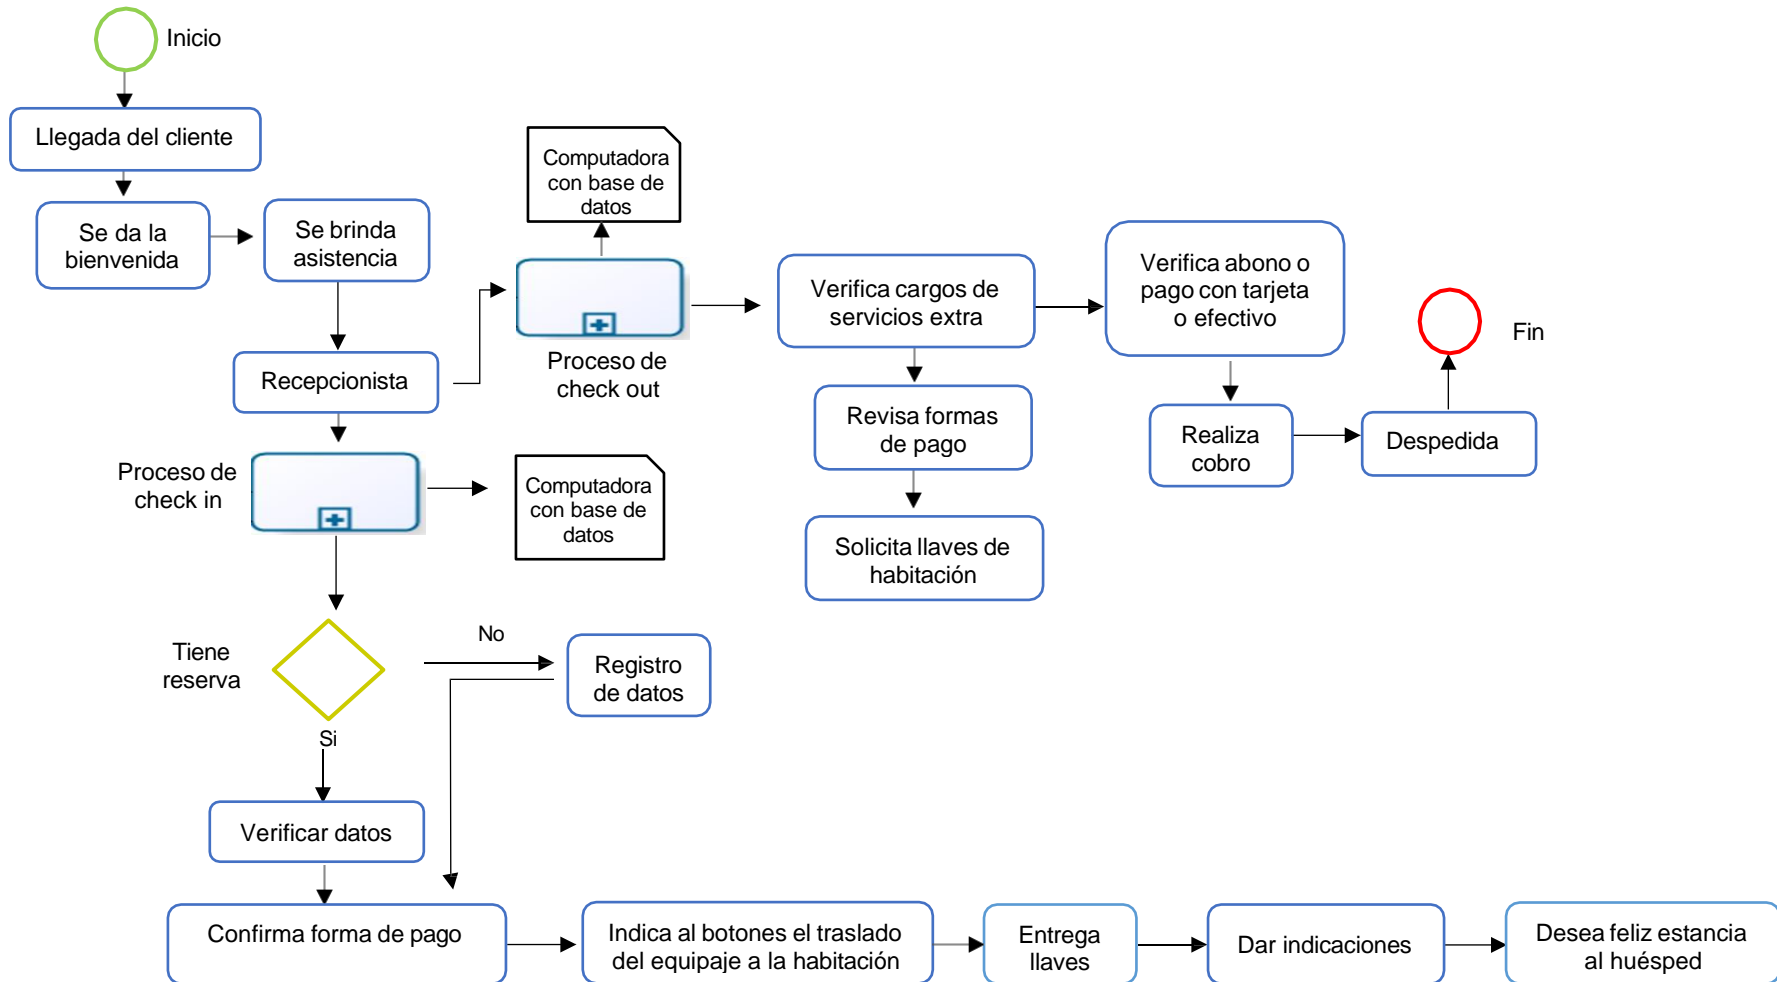 Inicio
Llegada del cliente
Se da la
bienvenida
Se brinda
asistencia
Recepcionista
Computadora
con base de
datos
Proceso de
check out
Verifica cargos de
servicios extra
Verifica abono o
pago con tarjeta
o efectivo
Fin
Revisa formas
de pago
Realiza
cobro
Despedida
Solicita llaves de
habitación
Proceso de
check in
Computadora
con base de
datos
Tiene
reserva
No
Registro
de datos
Si
Verificar datos
Confirma forma de pago
Indica al botones el traslado
del equipaje a la habitación
Entrega
llaves
Dar indicaciones
Desea feliz estancia
al huésped